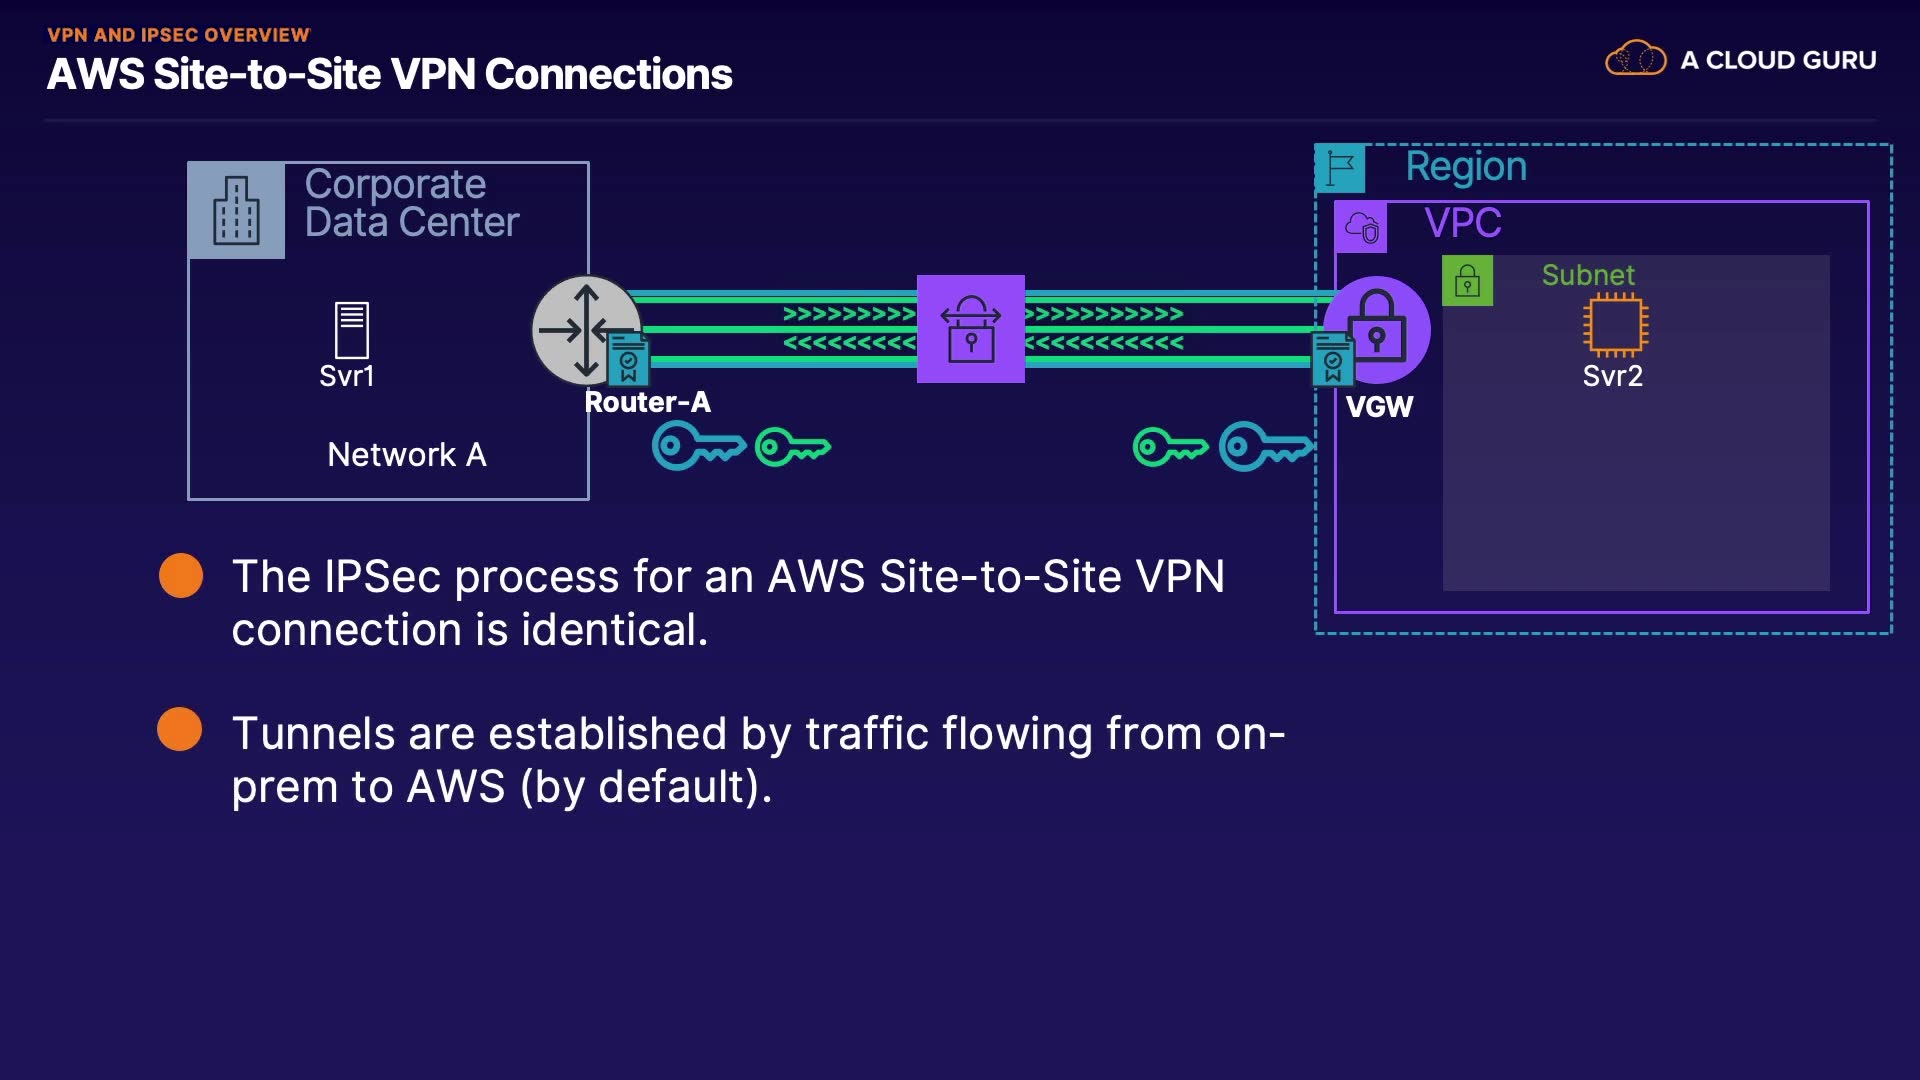 VPN AND IPSEC OVERVIEW
AWS Site-to-Site VPN Connections
A CLOUD GURU
Corporate
Data Center
Region
VPC
Subnet
>>>>>>>>> >>>>>>>>>>>
<<<<<<<<< <<<<<<<<<<<
Svr1
Svr2
Router-A
VGW
Network A
The IPSec process for an AWS Site-to-Site VPN
connection is identical.
Tunnels are established by traffic flowing from on-
prem to AWS (by default).